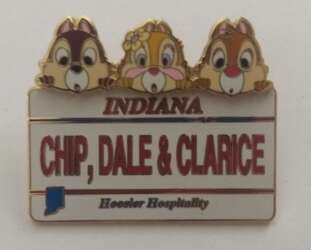 INDIANA
CHIP, DALE & CLARICE
Hoosier Hospitality